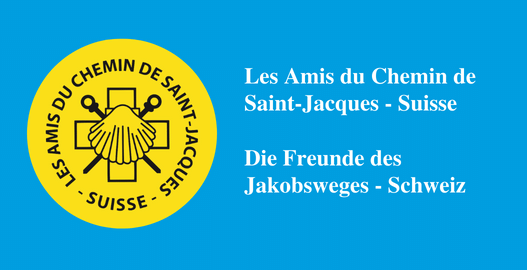 LES AMIS DU CHEMIN DE SAINT-JACQUES
- SUISSE -
Les Amis du Chemin de
Saint-Jacques - Suisse
Die Freunde des
Jakobsweges - Schweiz